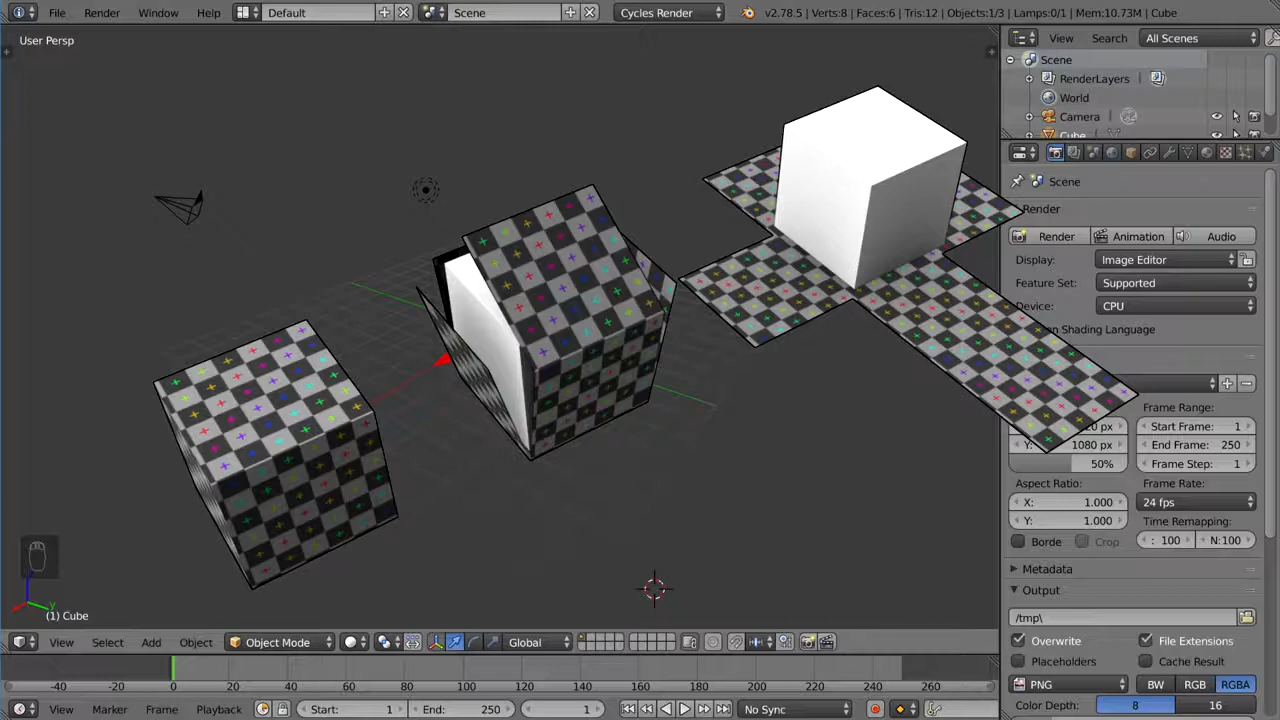 File Render Window Help Default Scene Cycles Render v2.78.5 | Verts:8 | Faces:6 | Tris:12 | Objects:1/3 | Lamps:0/1 | Mem:10.73M | Cube
User Persp
View Search All Scenes
Scene
RenderLayers
World
Camera
Cube
Scene
Render
Render Animation Audio
Display: Image Editor
Feature Set: Supported
Device: CPU
en Shading Language
Frame Range:
20 px Start Frame: 1
Y: 1080 px End Frame: 250
50% Frame Step: 1
Aspect Ratio: Frame Rate:
X: 1.000 24 fps
Y: 1.000 Time Remapping:
Borde Crop : 100 N:100
Metadata
Output
/tmp\
Overwrite File Extensions
Placeholders Cache Result
PNG BW RGB RGBA
Color Depth: 8 16
y
(1) Cube
View Select Add Object Object Mode Global
-40 -20 0 20 40 60 80 100 120 140 160 180 200 220 240 260
View Marker Frame Playback Start: 1 End: 250 1 No Sync